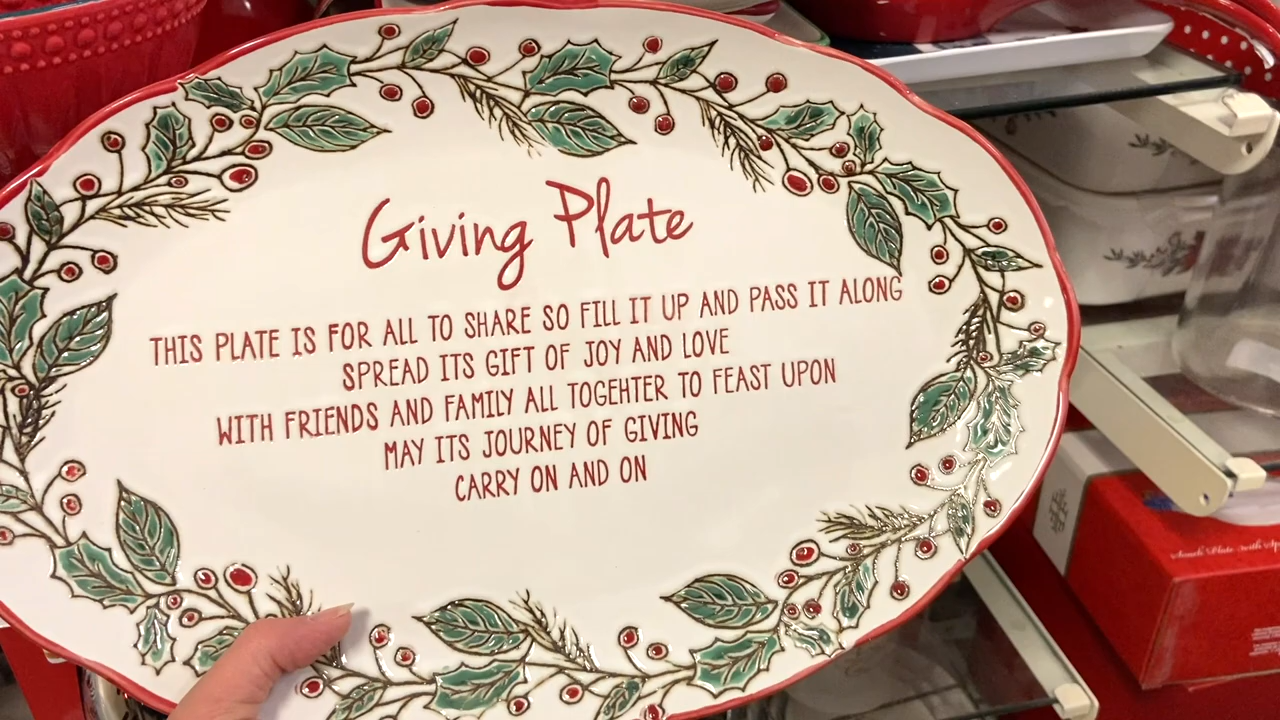 Giving Plate
THIS PLATE IS FOR ALL TO SHARE SO FILL IT UP AND PASS IT ALONG
SPREAD ITS GIFT OF JOY AND LOVE
WITH FRIENDS AND FAMILY ALL TOGEHTER TO FEAST UPON
MAY ITS JOURNEY OF GIVING
CARRY ON AND ON
Plate with